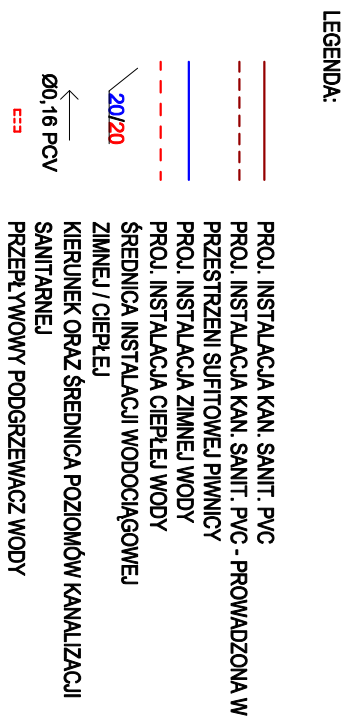 LEGENDA:
PROJ. INSTALACJA KAN. SANIT. PVC
PROJ. INSTALACJA KAN. SANIT. PVC - PROWADZONA W
PRZESTRZENI SUFITOWEJ PIWNICY
PROJ. INSTALACJA ZIMNEJ WODY
PROJ. INSTALACJA CIEPŁEJ WODY
20/20
ŚREDNICA INSTALACJI WODOCIĄGOWEJ
ZIMNEJ / CIEPŁEJ
Ø0,16 PCV
KIERUNEK ORAZ ŚREDNICA POZIOMÓW KANALIZACJI
SANITARNEJ
PRZEPŁYWOWY PODGRZEWACZ WODY